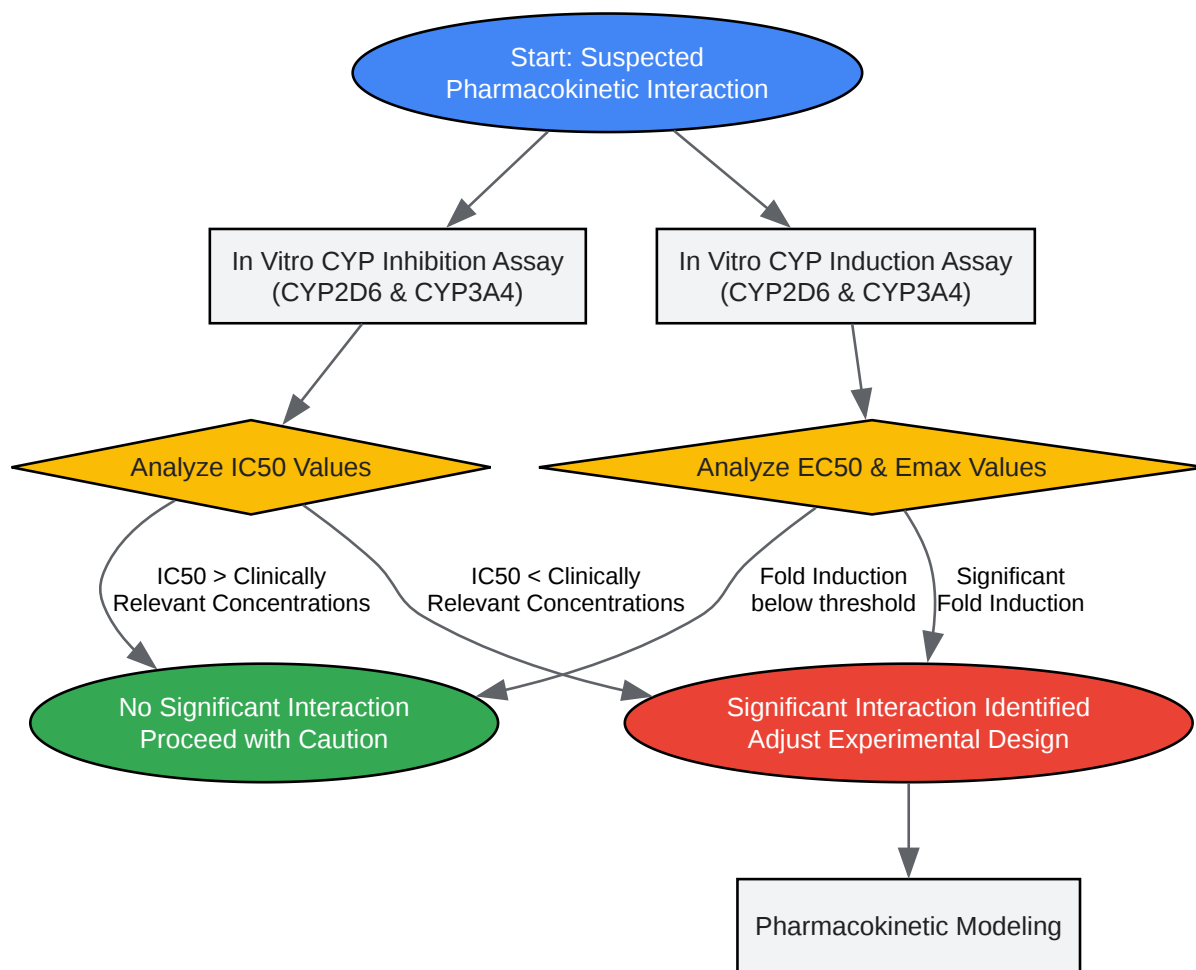 Start: Suspected
Pharmacokinetic Interaction
In Vitro CYP Inhibition Assay
(CYP2D6 & CYP3A4)
In Vitro CYP Induction Assay
(CYP2D6 & CYP3A4)
Analyze IC50 Values
Analyze EC50 & Emax Values
IC50 > Clinically
Relevant Concentrations
IC50 < Clinically
Relevant Concentrations
Fold Induction
below threshold
Significant
Fold Induction
No Significant Interaction
Proceed with Caution
Significant Interaction Identified
Adjust Experimental Design
Pharmacokinetic Modeling